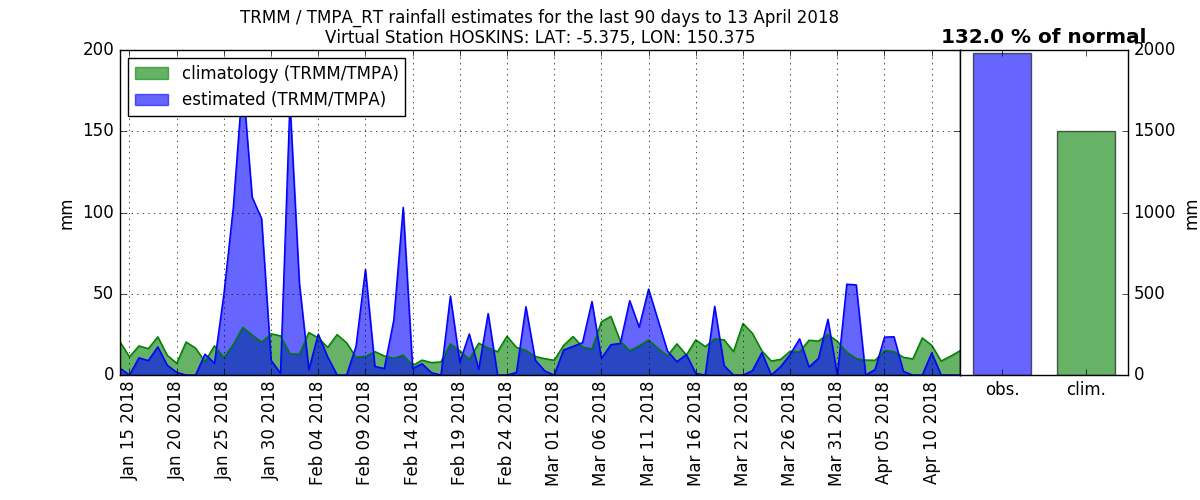 TRMM / TMPA_RT rainfall estimates for the last 90 days to 13 April 2018
Virtual Station HOSKINS: LAT: -5.375, LON: 150.375
132.0 % of normal
climatology (TRMM/TMPA)
estimated (TRMM/TMPA)
200
150
100
50
0
mm
2000
1500
1000
500
0
mm
Jan 15 2018
Jan 20 2018
Jan 25 2018
Jan 30 2018
Feb 04 2018
Feb 09 2018
Feb 14 2018
Feb 19 2018
Feb 24 2018
Mar 01 2018
Mar 06 2018
Mar 11 2018
Mar 16 2018
Mar 21 2018
Mar 26 2018
Mar 31 2018
Apr 05 2018
Apr 10 2018
obs.
clim.